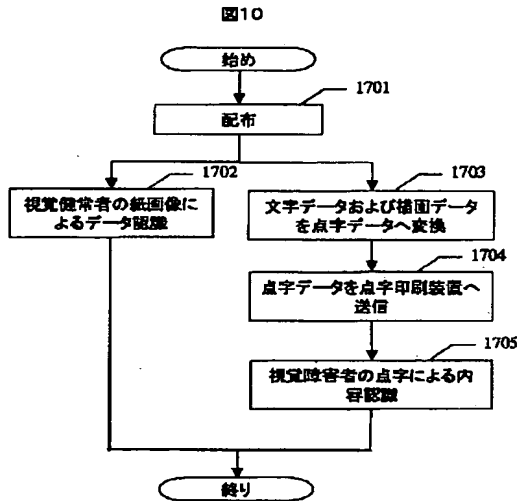 図10
始め
1701
配布
1702
視覚健常者の紙画像に
よるデータ認識
1703
文字データおよび描画データ
を点字データへ変換
1704
点字データを点字印刷装置へ
送信
1705
視覚障害者の点字による内
容認識
終り